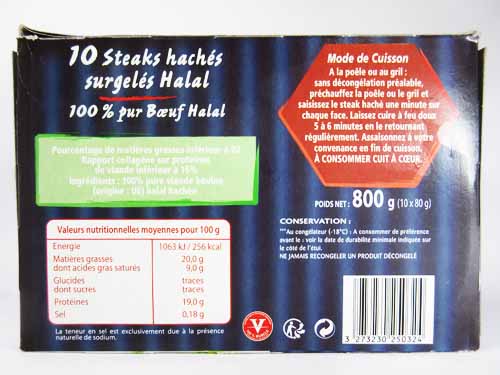 10 Steaks hachés
surgelés Halal
100 % pur Bœuf Halal
Pourcentage de matières grasses inférieur à 20
Rapport collagène sur protéines
de viande inférieur à 15%
Ingrédients : 100% pure viande bovine
(origine : UE) halal hachée
Valeurs nutritionnelles moyennes pour 100 g
Energie 1063 kJ / 256 kcal
Matières grasses 20,0 g
dont acides gras saturés 9,0 g
Glucides traces
dont sucres traces
Protéines 19,0 g
Sel 0,18 g
La teneur en sel est exclusivement due à la présence
naturelle de sodium.
Mode de Cuisson
A la poêle ou au gril :
sans décongélation préalable,
préchauffez la poêle ou le gril et
saisissez le steak haché une minute sur
chaque face. Laissez cuire à feu doux
5 à 6 minutes en le retournant
régulièrement. Assaisonnez à votre
convenance en fin de cuisson.
À CONSOMMER CUIT À CŒUR.
POIDS NET : 800 g (10 x 80 g)
CONSERVATION :
***Au congélateur (-18°C) : A consommer de préférence
avant le : voir la date de durabilité minimale indiquée sur
le côté de l'étui.
NE JAMAIS RECONGELER UN PRODUIT DÉCONGELÉ
V
3 273230 250324